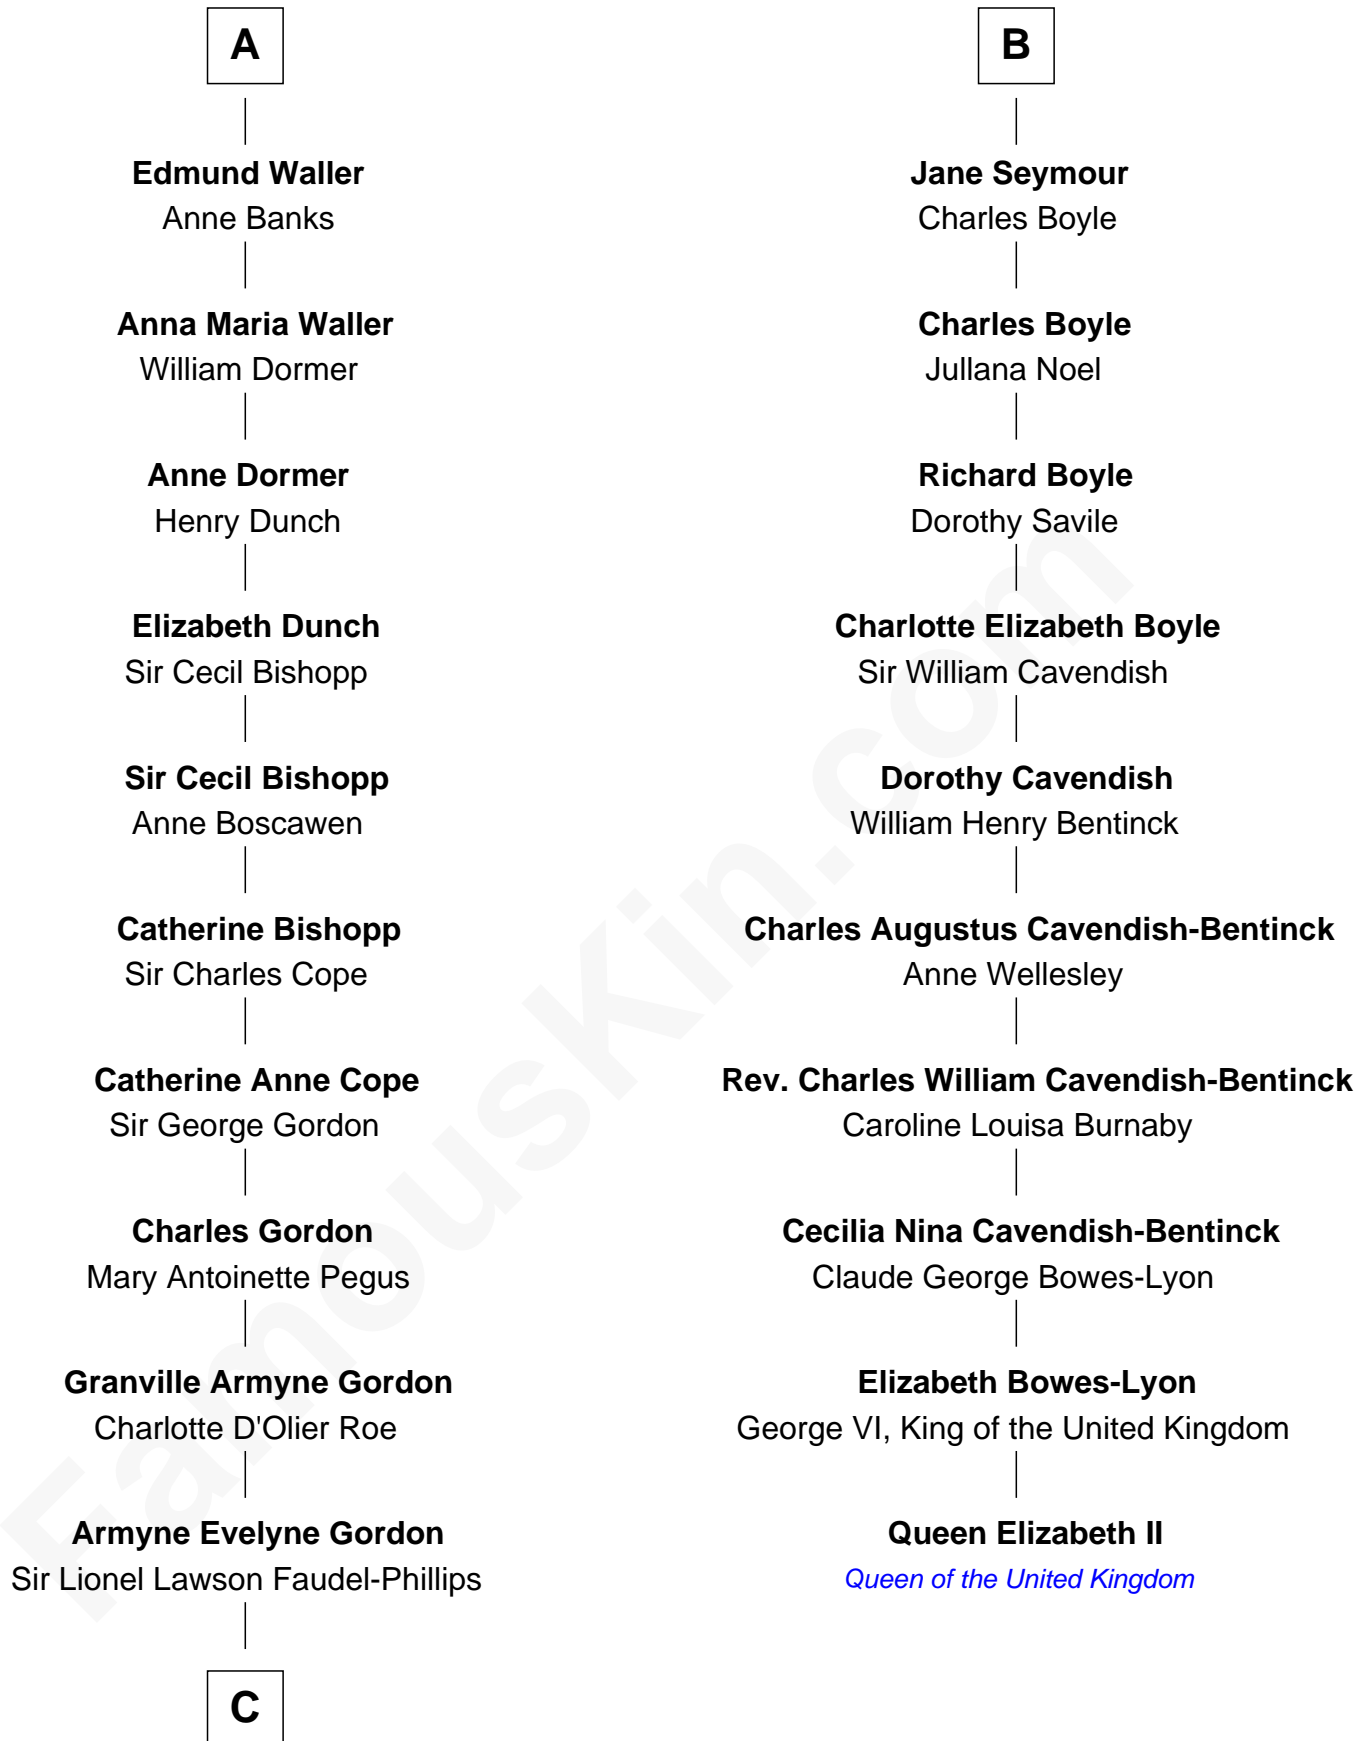 A
Edmund Waller
Anne Banks
Anna Maria Waller
William Dormer
Anne Dormer
Henry Dunch
Elizabeth Dunch
Sir Cecil Bishopp
Sir Cecil Bishopp
Anne Boscawen
Catherine Bishopp
Sir Charles Cope
Catherine Anne Cope
Sir George Gordon
Charles Gordon
Mary Antoinette Pegus
Granville Armyne Gordon
Charlotte D'Olier Roe
Armyne Evelyne Gordon
Sir Lionel Lawson Faudel-Phillips
C
B
Jane Seymour
Charles Boyle
Charles Boyle
Jullana Noel
Richard Boyle
Dorothy Savile
Charlotte Elizabeth Boyle
Sir William Cavendish
Dorothy Cavendish
William Henry Bentinck
Charles Augustus Cavendish-Bentinck
Anne Wellesley
Rev. Charles William Cavendish-Bentinck
Caroline Louisa Burnaby
Cecilia Nina Cavendish-Bentinck
Claude George Bowes-Lyon
Elizabeth Bowes-Lyon
George VI, King of the United Kingdom
Queen Elizabeth II
Queen of the United Kingdom
FamousKin.com